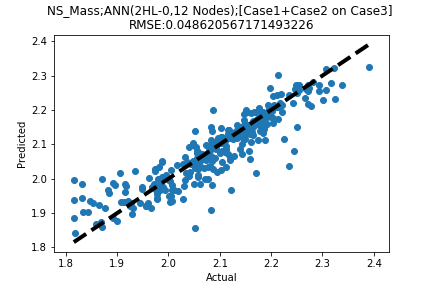 NS_Mass;ANN(2HL-0,12 Nodes);[Case1+Case2 on Case3]
RMSE:0.048620567171493226
2.4
2.3
2.2
2.1
2.0
1.9
1.8
Predicted
1.8 1.9 2.0 2.1 2.2 2.3 2.4
Actual